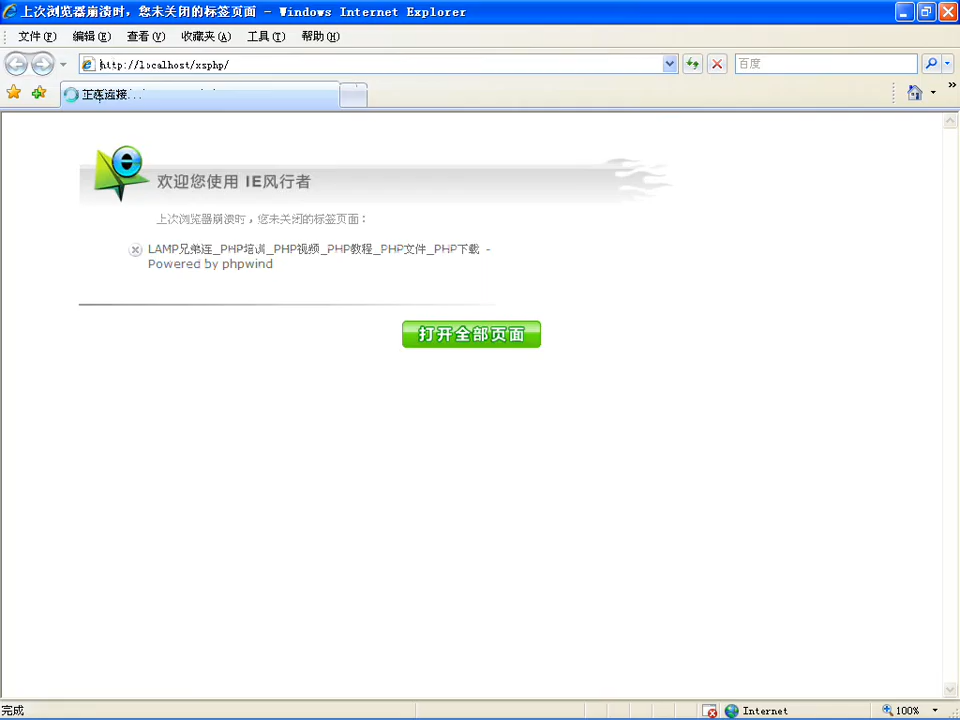 上次浏览器崩溃时，您未关闭的标签页面 - Windows Internet Explorer
文件(F) 编辑(E) 查看(V) 收藏夹(A) 工具(T) 帮助(H)
http://localhost/xsphp/
百度
正在连接...
欢迎您使用 IE风行者
上次浏览器崩溃时，您未关闭的标签页面：
LAMP兄弟连_PHP培训_PHP视频_PHP教程_PHP文件_PHP下载 -
Powered by phpwind
打开全部页面
完成
Internet
100%